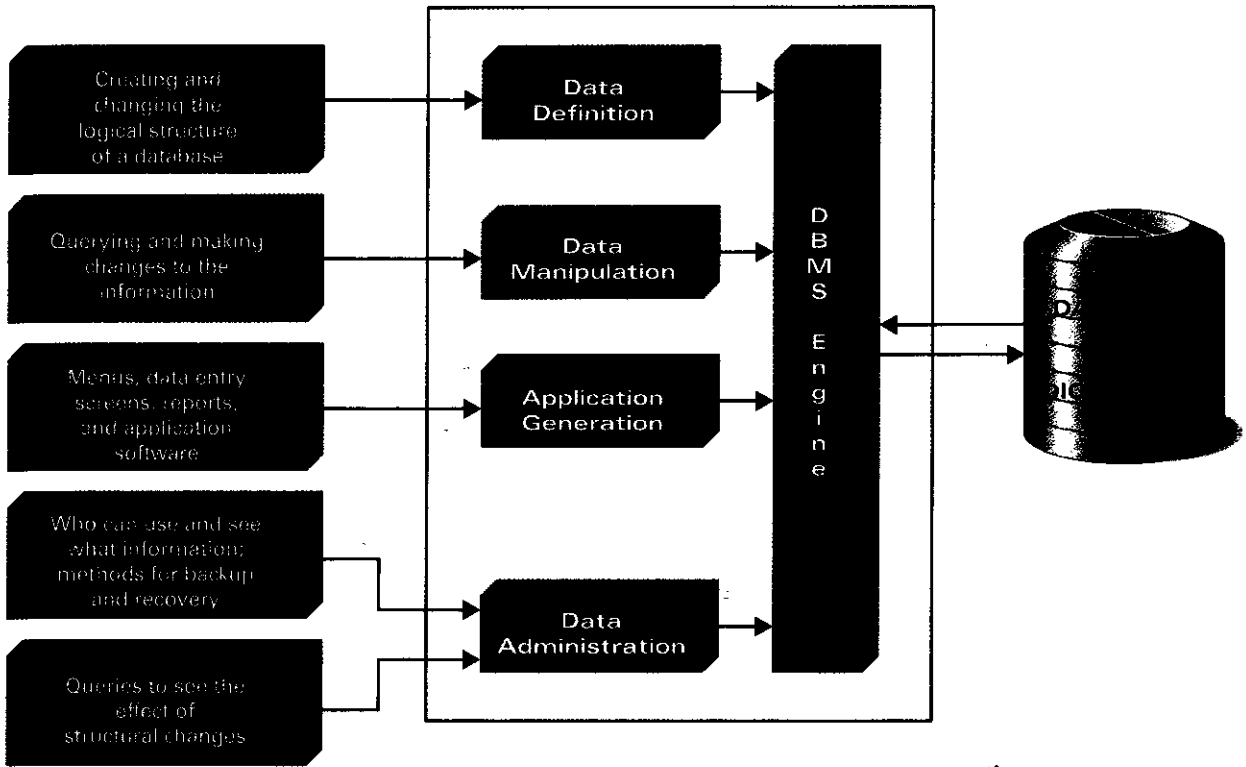 Creating and
changing the
logical structure
of a database
Data
Definition
Querying and making
changes to the
information
Data
Manipulation
Menus, data entry
screens, reports,
and application
software
Application
Generation
Who can use and see
what information;
methods for backup
and recovery
Data
Administration
Queries to see the
effect of
structural changes
DBMS Engine